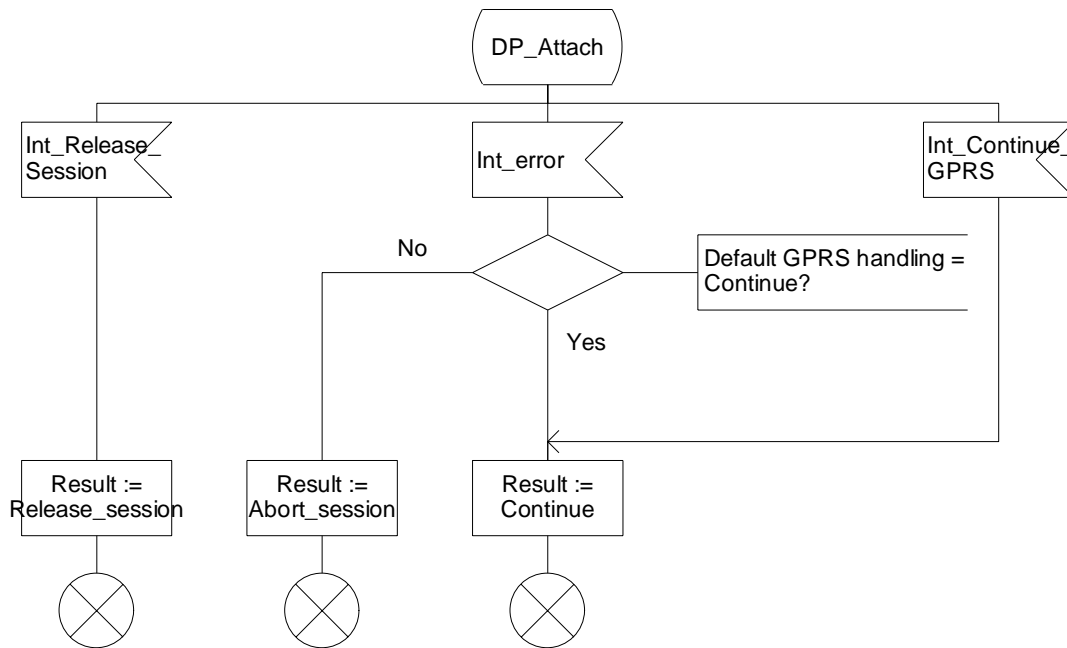 DP_Attach
Int_Release_
Session
Int_error
Int_Continue_
GPRS
No
Default GPRS handling =
Continue?
Yes
Result :=
Release_session
Result :=
Abort_session
Result :=
Continue